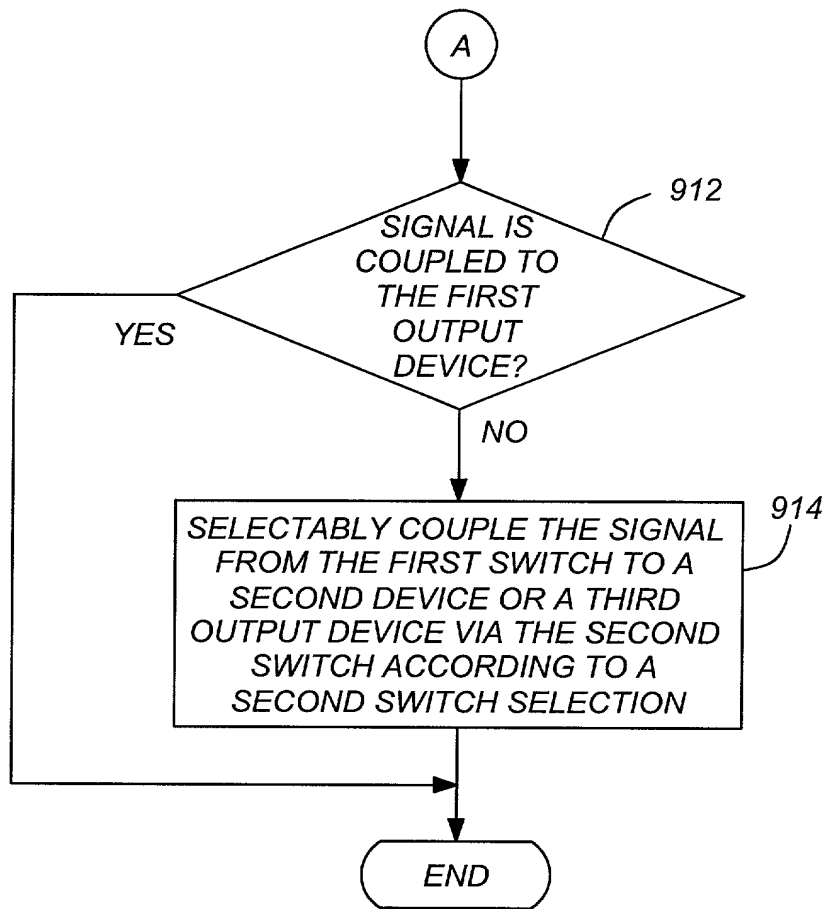 A
912
SIGNAL IS
COUPLED TO
THE FIRST
OUTPUT
DEVICE?
YES
NO
914
SELECTABLY COUPLE THE SIGNAL
FROM THE FIRST SWITCH TO A
SECOND DEVICE OR A THIRD
OUTPUT DEVICE VIA THE SECOND
SWITCH ACCORDING TO A
SECOND SWITCH SELECTION
END